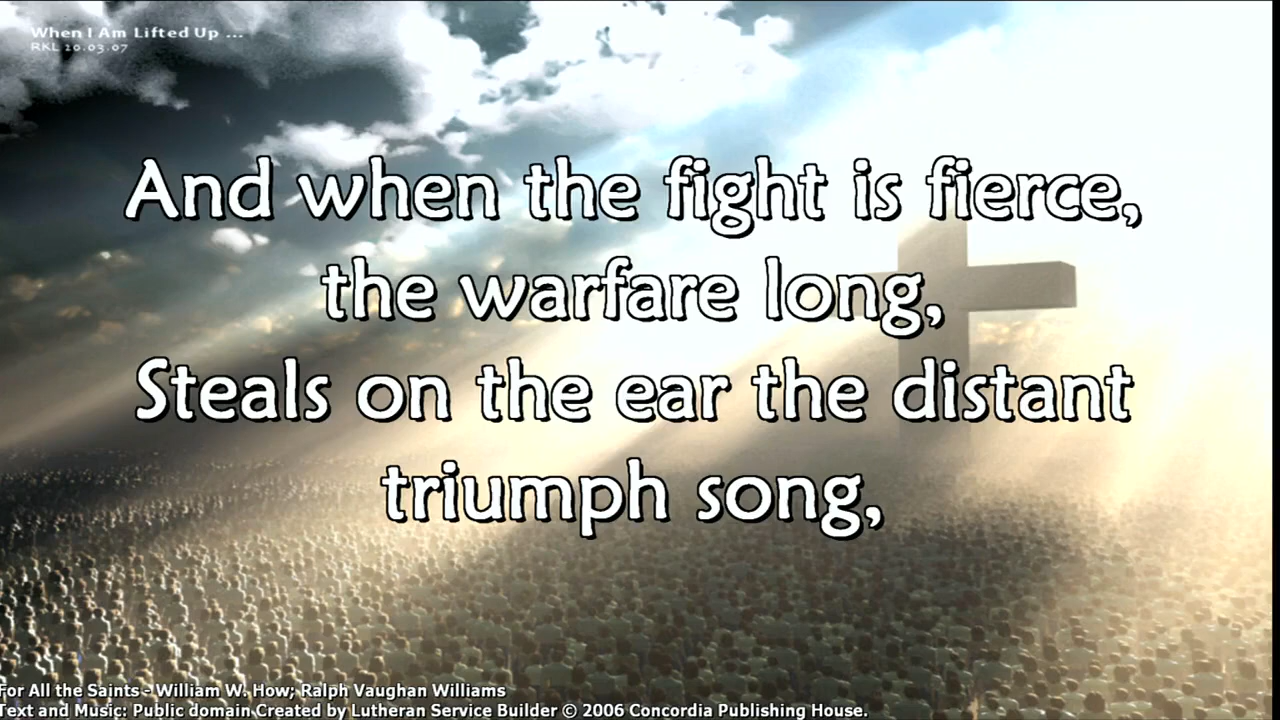 When I Am Lifted Up ...
RKL 20.03.07
And when the fight is fierce,
the warfare long,
Steals on the ear the distant
triumph song,
For All the Saints - William W. How; Ralph Vaughan Williams
Text and Music: Public domain Created by Lutheran Service Builder © 2006 Concordia Publishing House.